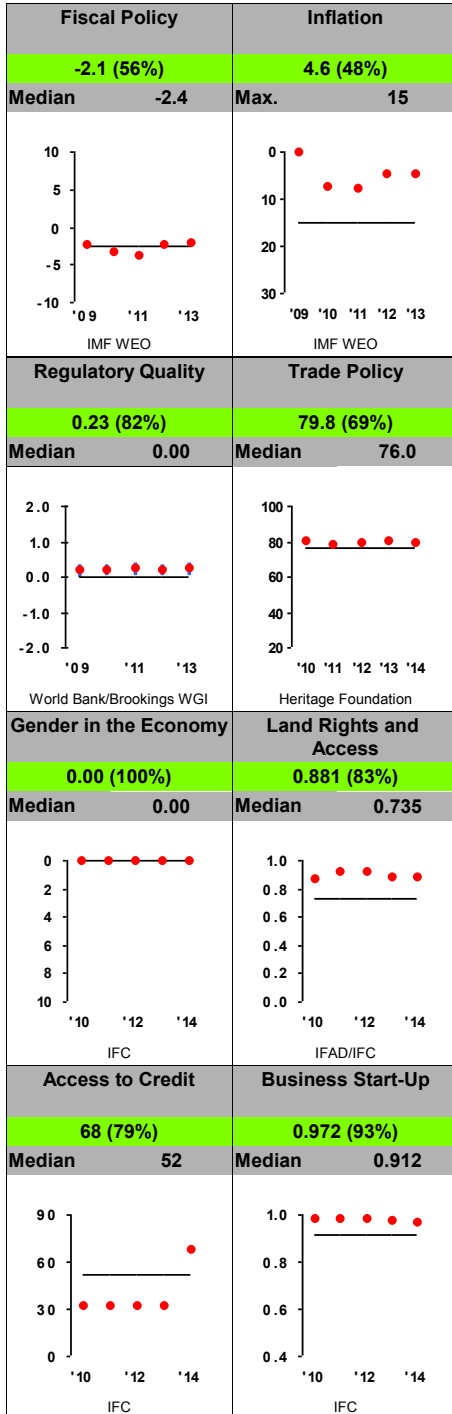 Fiscal Policy
-2.1 (56%)
Median -2.4
10
5
0
-5
-10
'09 '11 '13
IMF WEO
Inflation
4.6 (48%)
Max. 15
0
10
20
30
'09 '10 '11 '12 '13
IMF WEO
Regulatory Quality
0.23 (82%)
Median 0.00
2.0
1.0
0.0
-1.0
-2.0
'09 '11 '13
World Bank/Brookings WGI
Trade Policy
79.8 (69%)
Median 76.0
100
80
60
40
20
'10 '11 '12 '13 '14
Heritage Foundation
Gender in the Economy
0.00 (100%)
Median 0.00
0
2
4
6
8
10
'10 '12 '14
IFC
Land Rights and
Access
0.881 (83%)
Median 0.735
1.0
0.8
0.6
0.4
0.2
0.0
'10 '12 '14
IFAD/IFC
Access to Credit
68 (79%)
Median 52
90
60
30
0
'10 '12 '14
IFC
Business Start-Up
0.972 (93%)
Median 0.912
1.0
0.8
0.6
0.4
'10 '12 '14
IFC